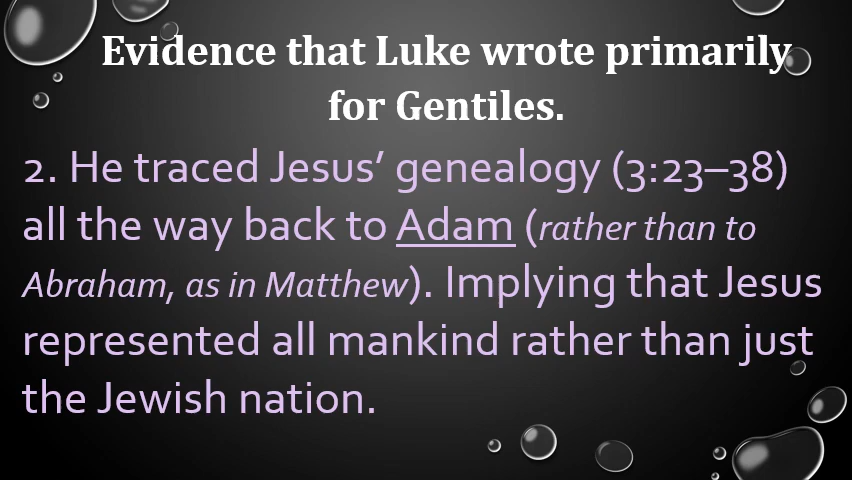 Evidence that Luke wrote primarily
for Gentiles.
2. He traced Jesus’ genealogy (3:23–38)
all the way back to Adam (rather than to
Abraham, as in Matthew). Implying that Jesus
represented all mankind rather than just
the Jewish nation.